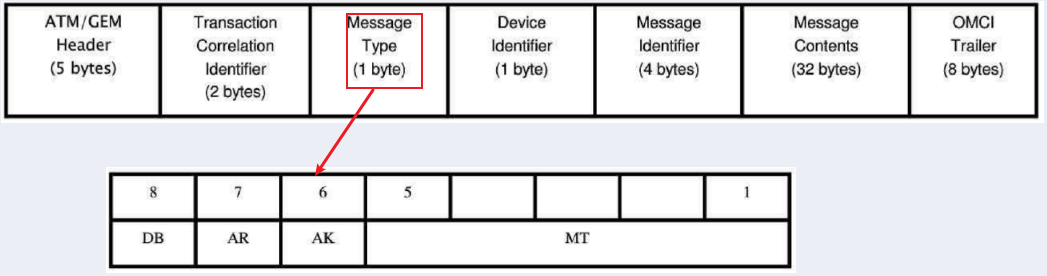 ATM/GEM
Header
(5 bytes)
Transaction
Correlation
Identifier
(2 bytes)
Message
Type
(1 byte)
Device
Identifier
(1 byte)
Message
Identifier
(4 bytes)
Message
Contents
(32 bytes)
OMCI
Trailer
(8 bytes)
8 7 6 5 1
DB AR AK MT